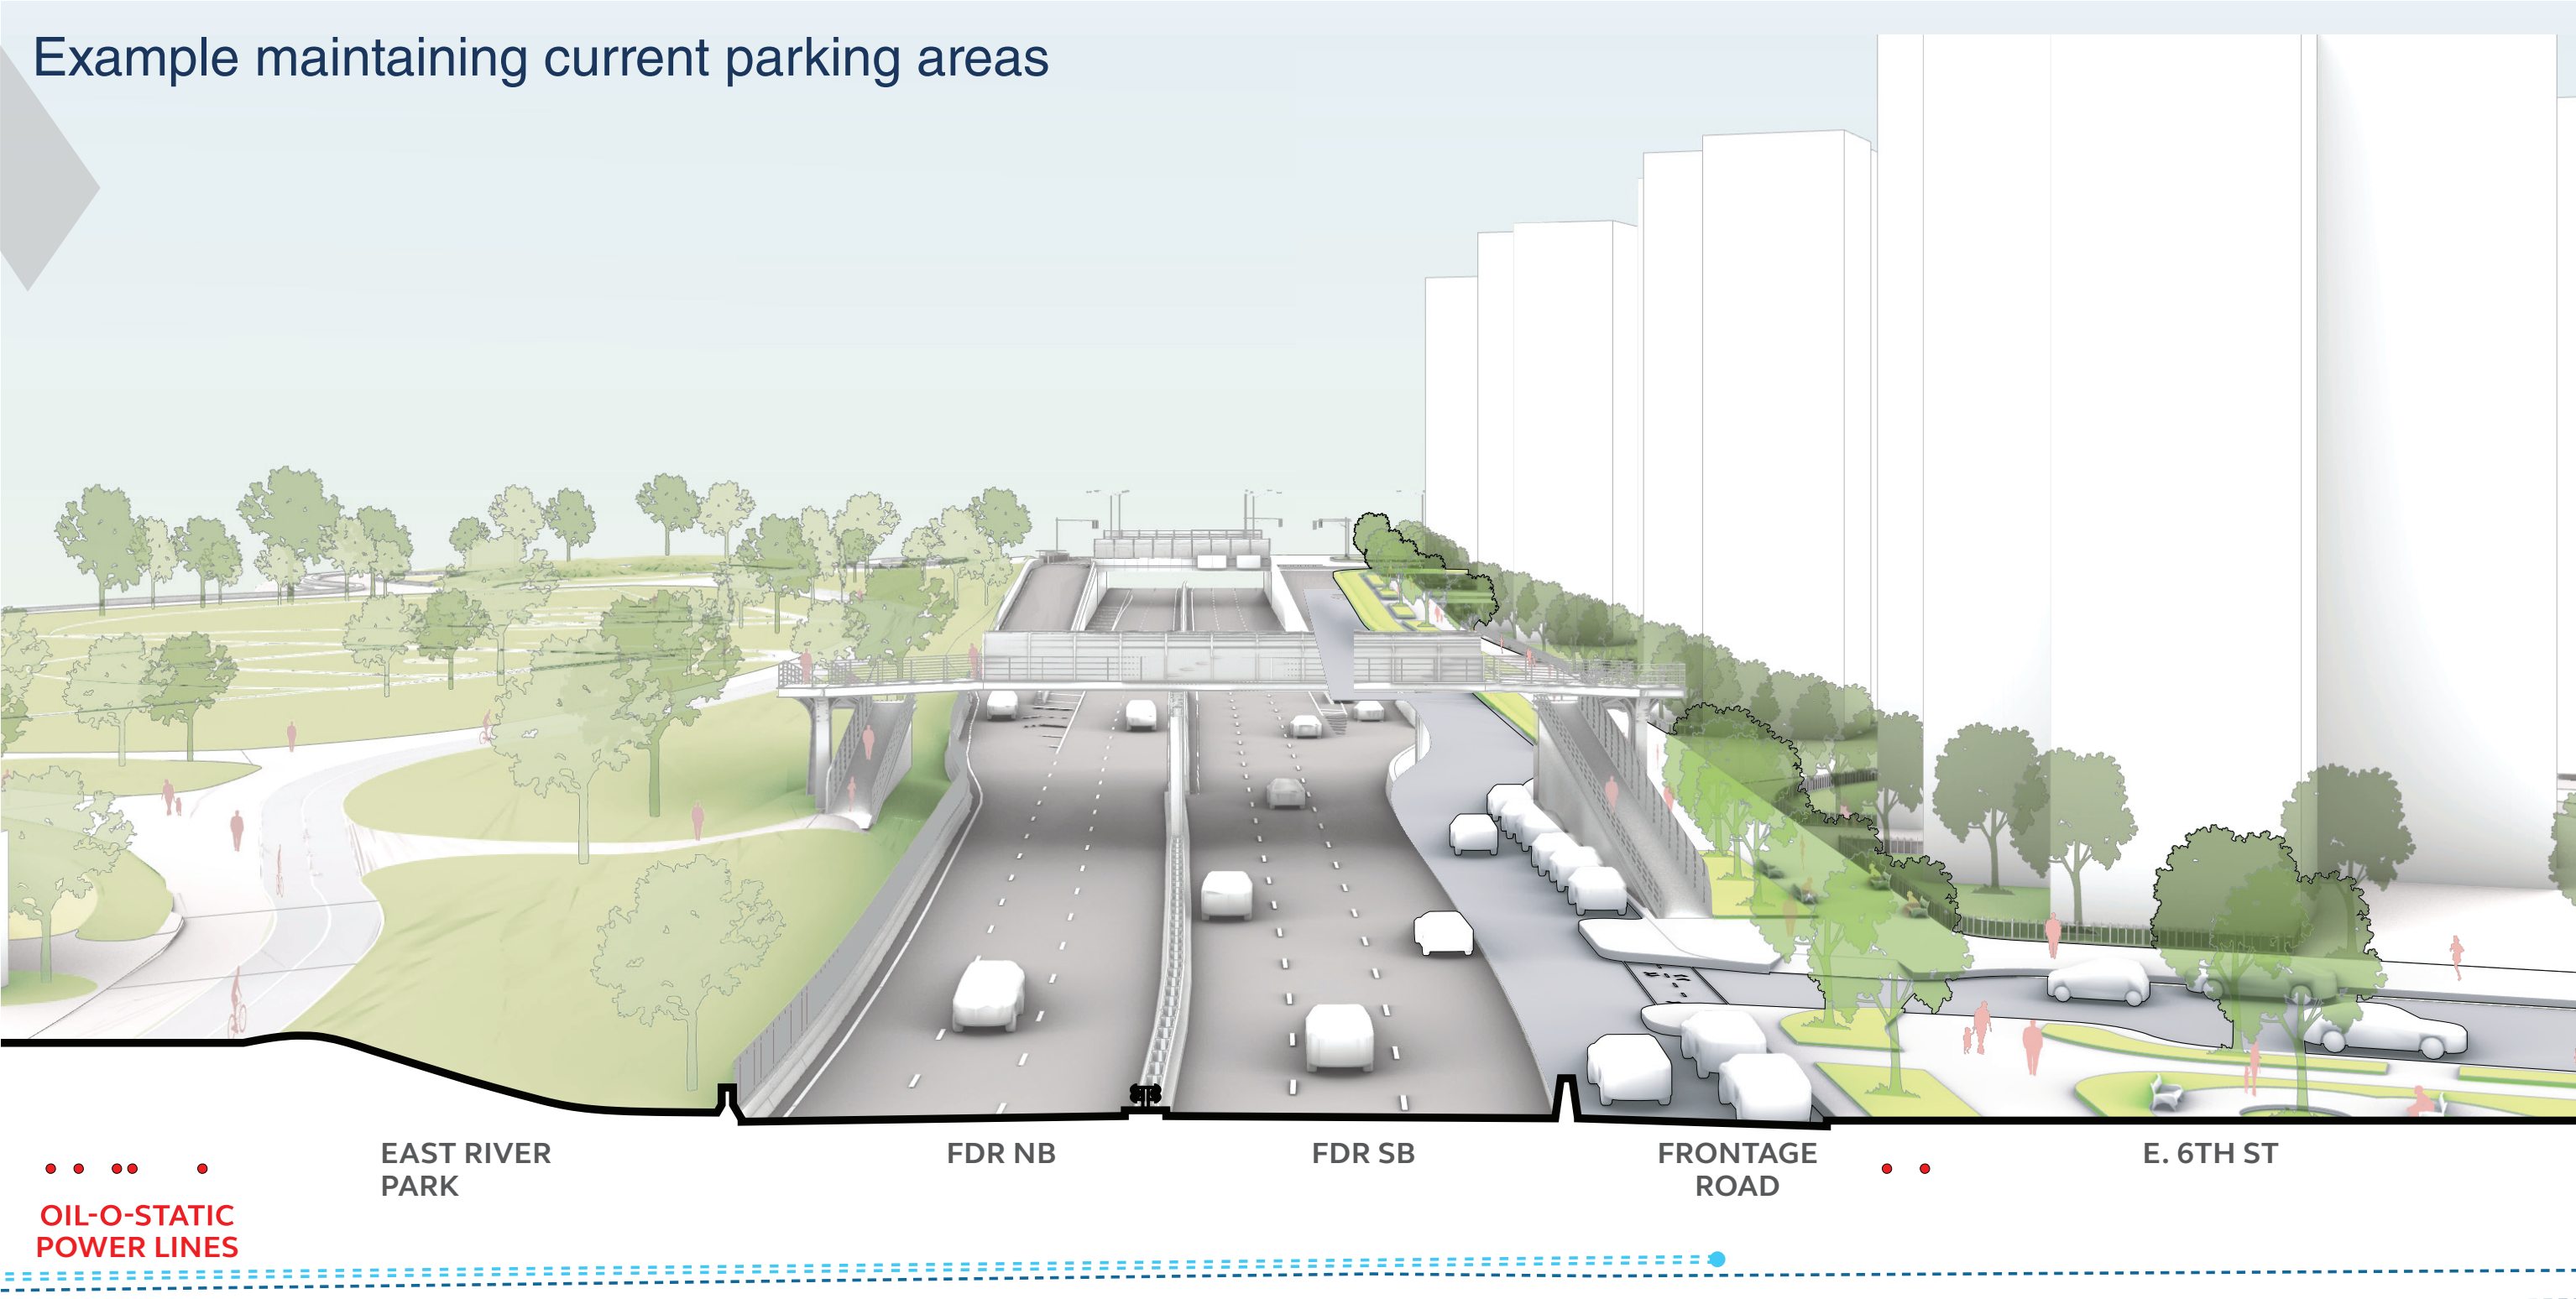 Example maintaining current parking areas
EAST RIVER
PARK
FDR NB
FDR SB
FRONTAGE
ROAD
E. 6TH ST
OIL-O-STATIC
POWER LINES